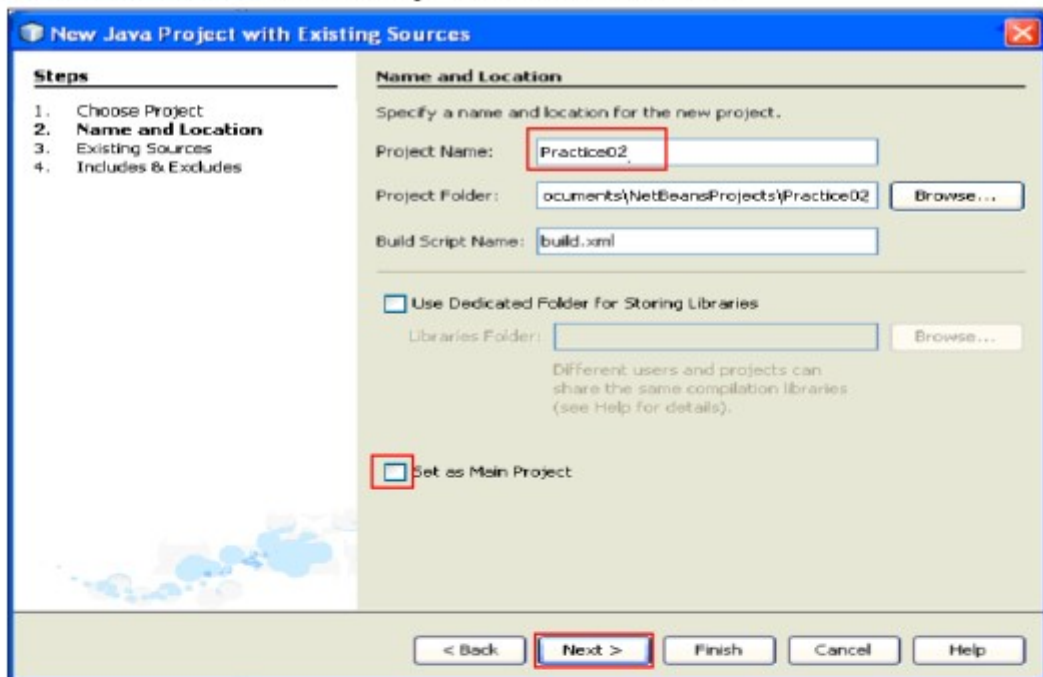 New Java Project with Existing Sources
Steps
1. Choose Project
2. Name and Location
3. Existing Sources
4. Includes & Excludes
Name and Location
Specify a name and location for the new project.
Project Name: Practice02
Project Folder: ocuments\NetBeansProjects\Practice02 Browse...
Build Script Name: build.xml
Use Dedicated Folder for Storing Libraries
Libraries Folder: Browse...
Different users and projects can
share the same compilation libraries
(see Help for details).
Set as Main Project
< Back Next > Finish Cancel Help